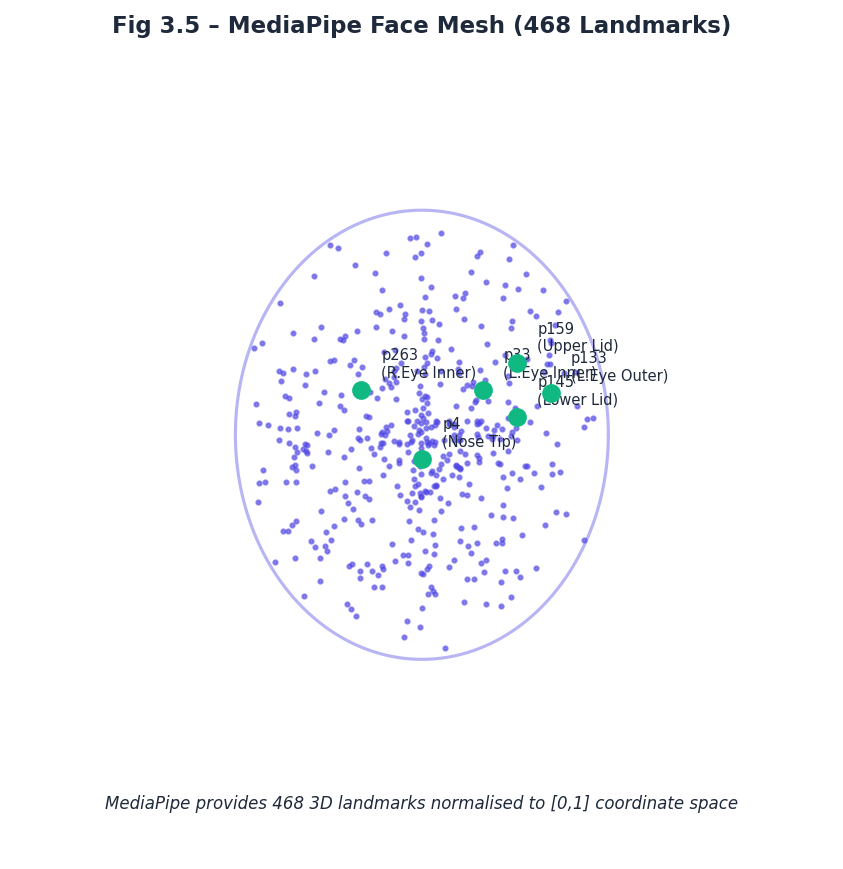 Fig 3.5 – MediaPipe Face Mesh (468 Landmarks)
p159
(Upper Lid)
p263
(R.Eye Inner)
p33
(L.Eye Inner)
p133
(L.Eye Outer)
p145
(Lower Lid)
p4
(Nose Tip)
MediaPipe provides 468 3D landmarks normalised to [0,1] coordinate space